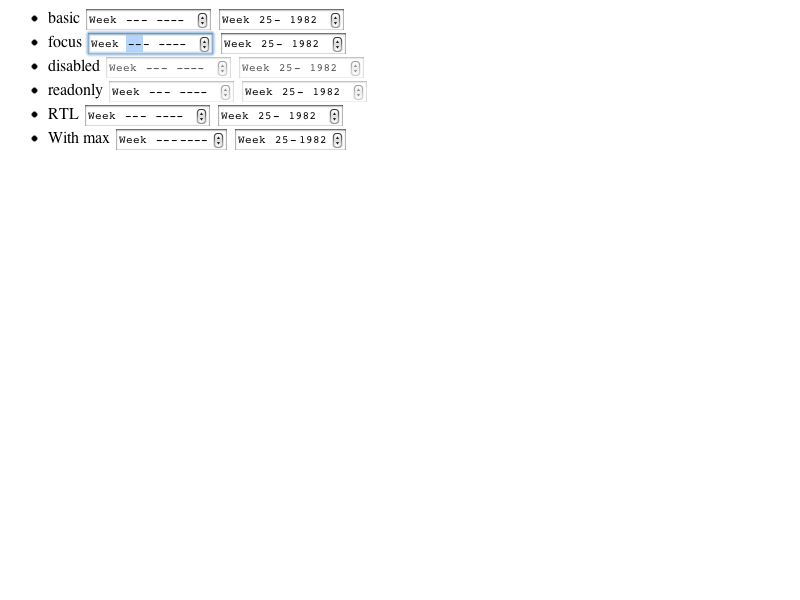 basic Week --- ---- Week 25- 1982
focus Week --- ---- Week 25- 1982
disabled Week --- ---- Week 25- 1982
readonly Week --- ---- Week 25- 1982
RTL Week --- ---- Week 25- 1982
With max Week ------- Week 25-1982